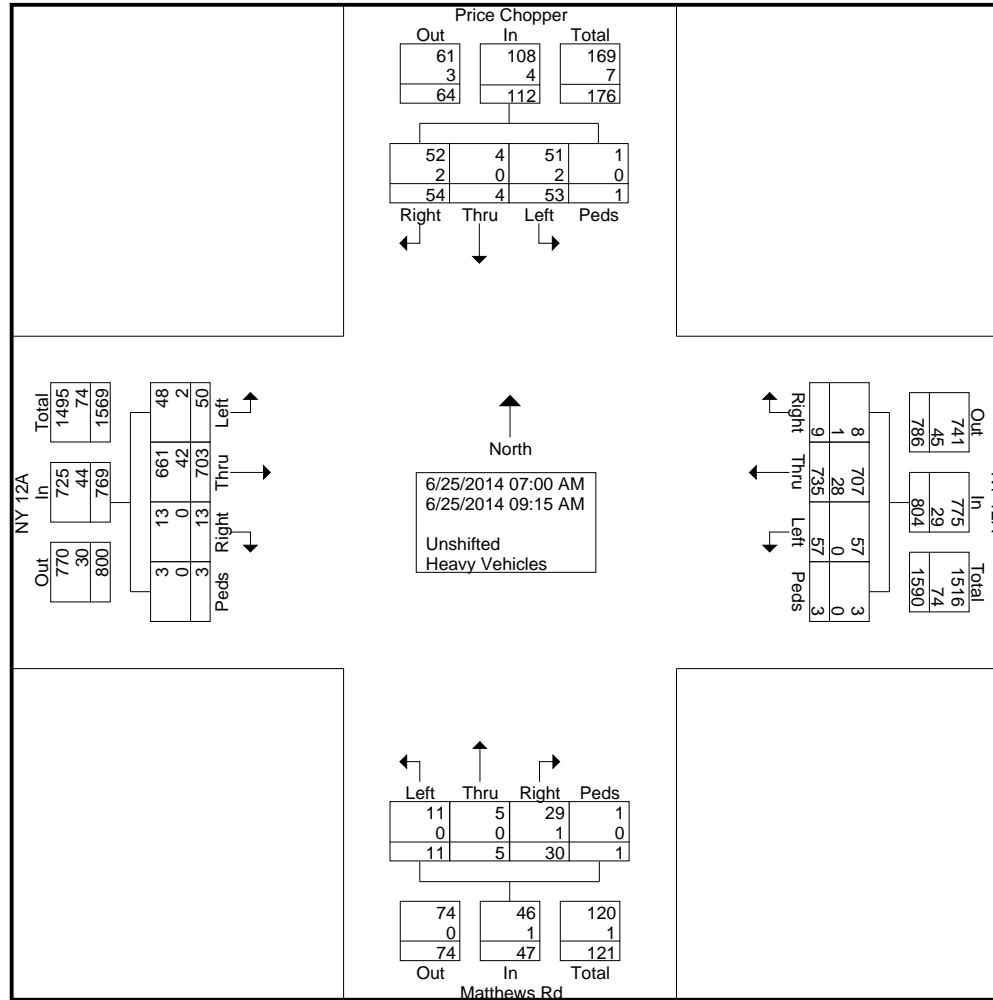 Price Chopper
Out In Total
61 108 169
3 4 7
64 112 176
52 4 51 1
2 0 2 0
54 4 53 1
Right Thru Left Peds
NY 12A
Total In Out
1495 725 770
74 44 30
1569 769 800
48 661 13 3
2 42 0 0
50 703 13 3
Left Thru Right Peds
North
6/25/2014 07:00 AM
6/25/2014 09:15 AM
Unshifted
Heavy Vehicles
Right Thru Left Peds
9 735 57 3
1 28 0 0
8 707 57 3
Out In Total
741 775 1516
45 29 74
786 804 1590
Left Thru Right Peds
11 5 29 1
0 0 1 0
11 5 30 1
74 46 120
0 1 1
74 47 121
Out In Total
Matthews Rd